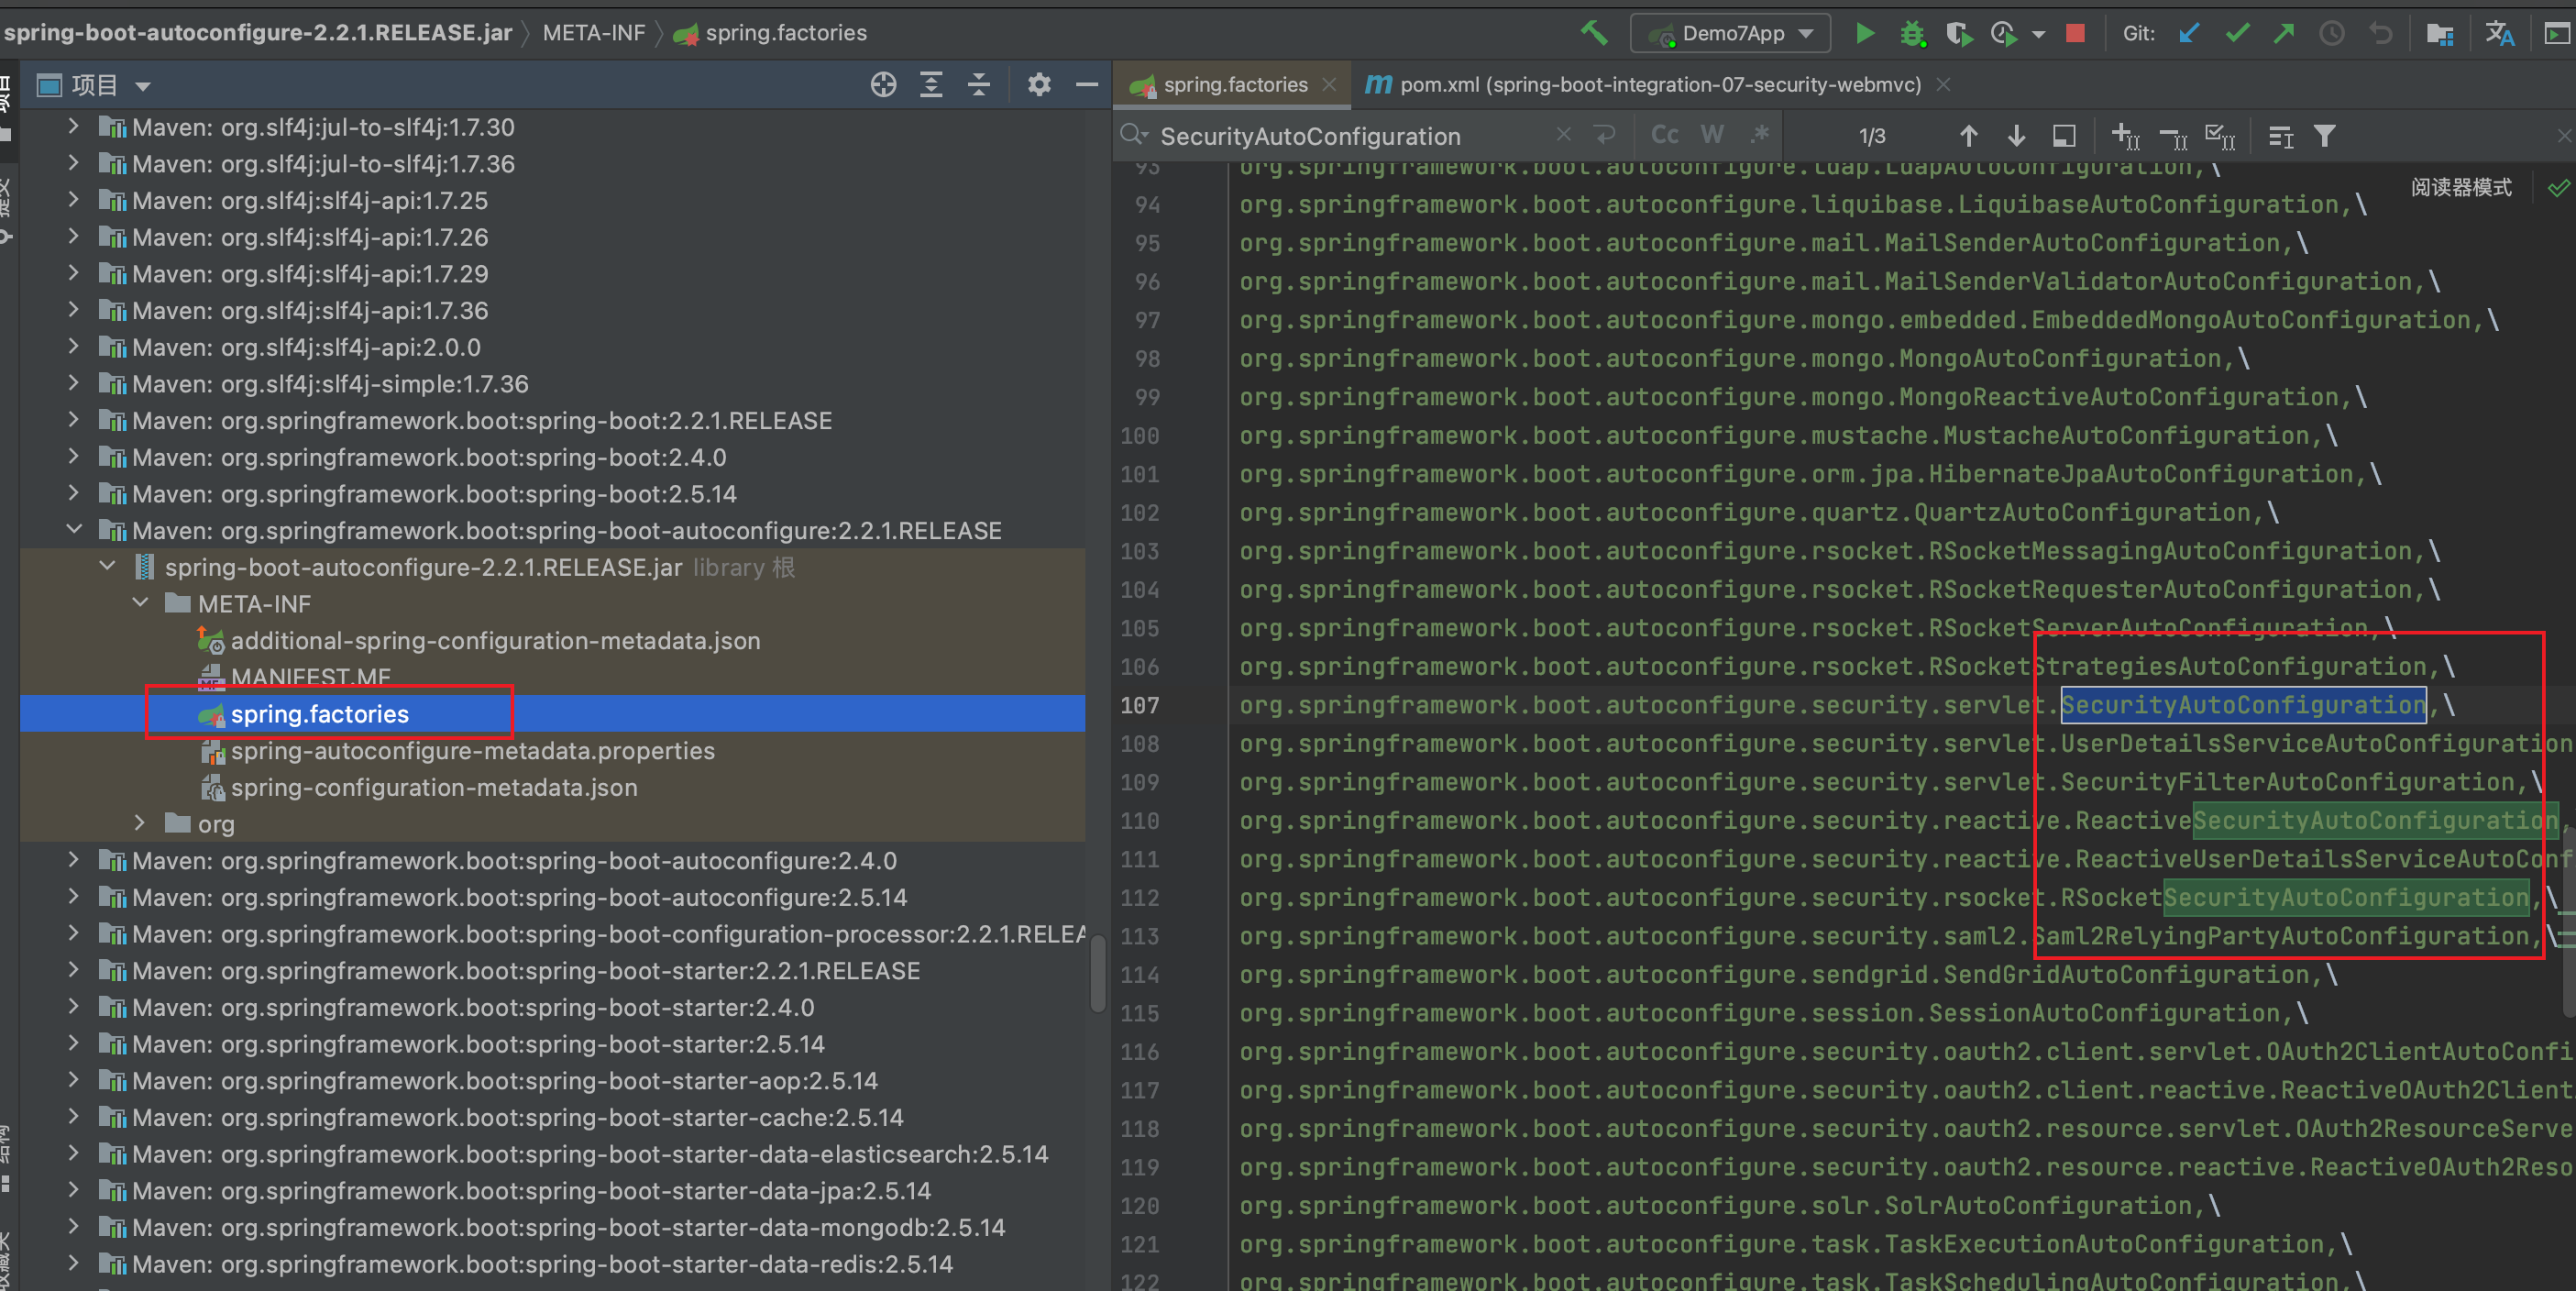 spring-boot-autoconfigure-2.2.1.RELEASE.jar META-INF spring.factories
Demo7App
Git:
项目
spring.factories
pom.xml (spring-boot-integration-07-security-webmvc)
SecurityAutoConfiguration
Cc W .*
1/3
阅读器模式
项目
提交
结构
收藏夹
Maven: org.slf4j:jul-to-slf4j:1.7.30
Maven: org.slf4j:jul-to-slf4j:1.7.36
Maven: org.slf4j:slf4j-api:1.7.25
Maven: org.slf4j:slf4j-api:1.7.26
Maven: org.slf4j:slf4j-api:1.7.29
Maven: org.slf4j:slf4j-api:1.7.36
Maven: org.slf4j:slf4j-api:2.0.0
Maven: org.slf4j:slf4j-simple:1.7.36
Maven: org.springframework.boot:spring-boot:2.2.1.RELEASE
Maven: org.springframework.boot:spring-boot:2.4.0
Maven: org.springframework.boot:spring-boot:2.5.14
Maven: org.springframework.boot:spring-boot-autoconfigure:2.2.1.RELEASE
spring-boot-autoconfigure-2.2.1.RELEASE.jar library 根
META-INF
additional-spring-configuration-metadata.json
MANIFEST.MF
spring.factories
spring-autoconfigure-metadata.properties
spring-configuration-metadata.json
org
Maven: org.springframework.boot:spring-boot-autoconfigure:2.4.0
Maven: org.springframework.boot:spring-boot-autoconfigure:2.5.14
Maven: org.springframework.boot:spring-boot-configuration-processor:2.2.1.RELEA
Maven: org.springframework.boot:spring-boot-starter:2.2.1.RELEASE
Maven: org.springframework.boot:spring-boot-starter:2.4.0
Maven: org.springframework.boot:spring-boot-starter:2.5.14
Maven: org.springframework.boot:spring-boot-starter-aop:2.5.14
Maven: org.springframework.boot:spring-boot-starter-cache:2.5.14
Maven: org.springframework.boot:spring-boot-starter-data-elasticsearch:2.5.14
Maven: org.springframework.boot:spring-boot-starter-data-jpa:2.5.14
Maven: org.springframework.boot:spring-boot-starter-data-mongodb:2.5.14
Maven: org.springframework.boot:spring-boot-starter-data-redis:2.5.14
93 org.springframework.boot.autoconfigure.ldap.LdapAutoConfiguration,\
94 org.springframework.boot.autoconfigure.liquibase.LiquibaseAutoConfiguration,\
95 org.springframework.boot.autoconfigure.mail.MailSenderAutoConfiguration,\
96 org.springframework.boot.autoconfigure.mail.MailSenderValidatorAutoConfiguration,\
97 org.springframework.boot.autoconfigure.mongo.embedded.EmbeddedMongoAutoConfiguration,\
98 org.springframework.boot.autoconfigure.mongo.MongoAutoConfiguration,\
99 org.springframework.boot.autoconfigure.mongo.MongoReactiveAutoConfiguration,\
100 org.springframework.boot.autoconfigure.mustache.MustacheAutoConfiguration,\
101 org.springframework.boot.autoconfigure.orm.jpa.HibernateJpaAutoConfiguration,\
102 org.springframework.boot.autoconfigure.quartz.QuartzAutoConfiguration,\
103 org.springframework.boot.autoconfigure.rsocket.RSocketMessagingAutoConfiguration,\
104 org.springframework.boot.autoconfigure.rsocket.RSocketRequesterAutoConfiguration,\
105 org.springframework.boot.autoconfigure.rsocket.RSocketServerAutoConfiguration,\
106 org.springframework.boot.autoconfigure.rsocket.RSocketStrategiesAutoConfiguration,\
107 org.springframework.boot.autoconfigure.security.servlet.SecurityAutoConfiguration,\
108 org.springframework.boot.autoconfigure.security.servlet.UserDetailsServiceAutoConfiguration
109 org.springframework.boot.autoconfigure.security.servlet.SecurityFilterAutoConfiguration,\
110 org.springframework.boot.autoconfigure.security.reactive.ReactiveSecurityAutoConfiguration,
111 org.springframework.boot.autoconfigure.security.reactive.ReactiveUserDetailsServiceAutoConf
112 org.springframework.boot.autoconfigure.security.rsocket.RSocketSecurityAutoConfiguration,\
113 org.springframework.boot.autoconfigure.security.saml2.Saml2RelyingPartyAutoConfiguration,\
114 org.springframework.boot.autoconfigure.sendgrid.SendGridAutoConfiguration,\
115 org.springframework.boot.autoconfigure.session.SessionAutoConfiguration,\
116 org.springframework.boot.autoconfigure.security.oauth2.client.servlet.OAuth2ClientAutoConfi
117 org.springframework.boot.autoconfigure.security.oauth2.client.reactive.ReactiveOAuth2Client
118 org.springframework.boot.autoconfigure.security.oauth2.resource.servlet.OAuth2ResourceServe
119 org.springframework.boot.autoconfigure.security.oauth2.resource.reactive.ReactiveOAuth2Reso
120 org.springframework.boot.autoconfigure.solr.SolrAutoConfiguration,\
121 org.springframework.boot.autoconfigure.task.TaskExecutionAutoConfiguration,\
122 org.springframework.boot.autoconfigure.task.TaskSchedulingAutoConfiguration,\